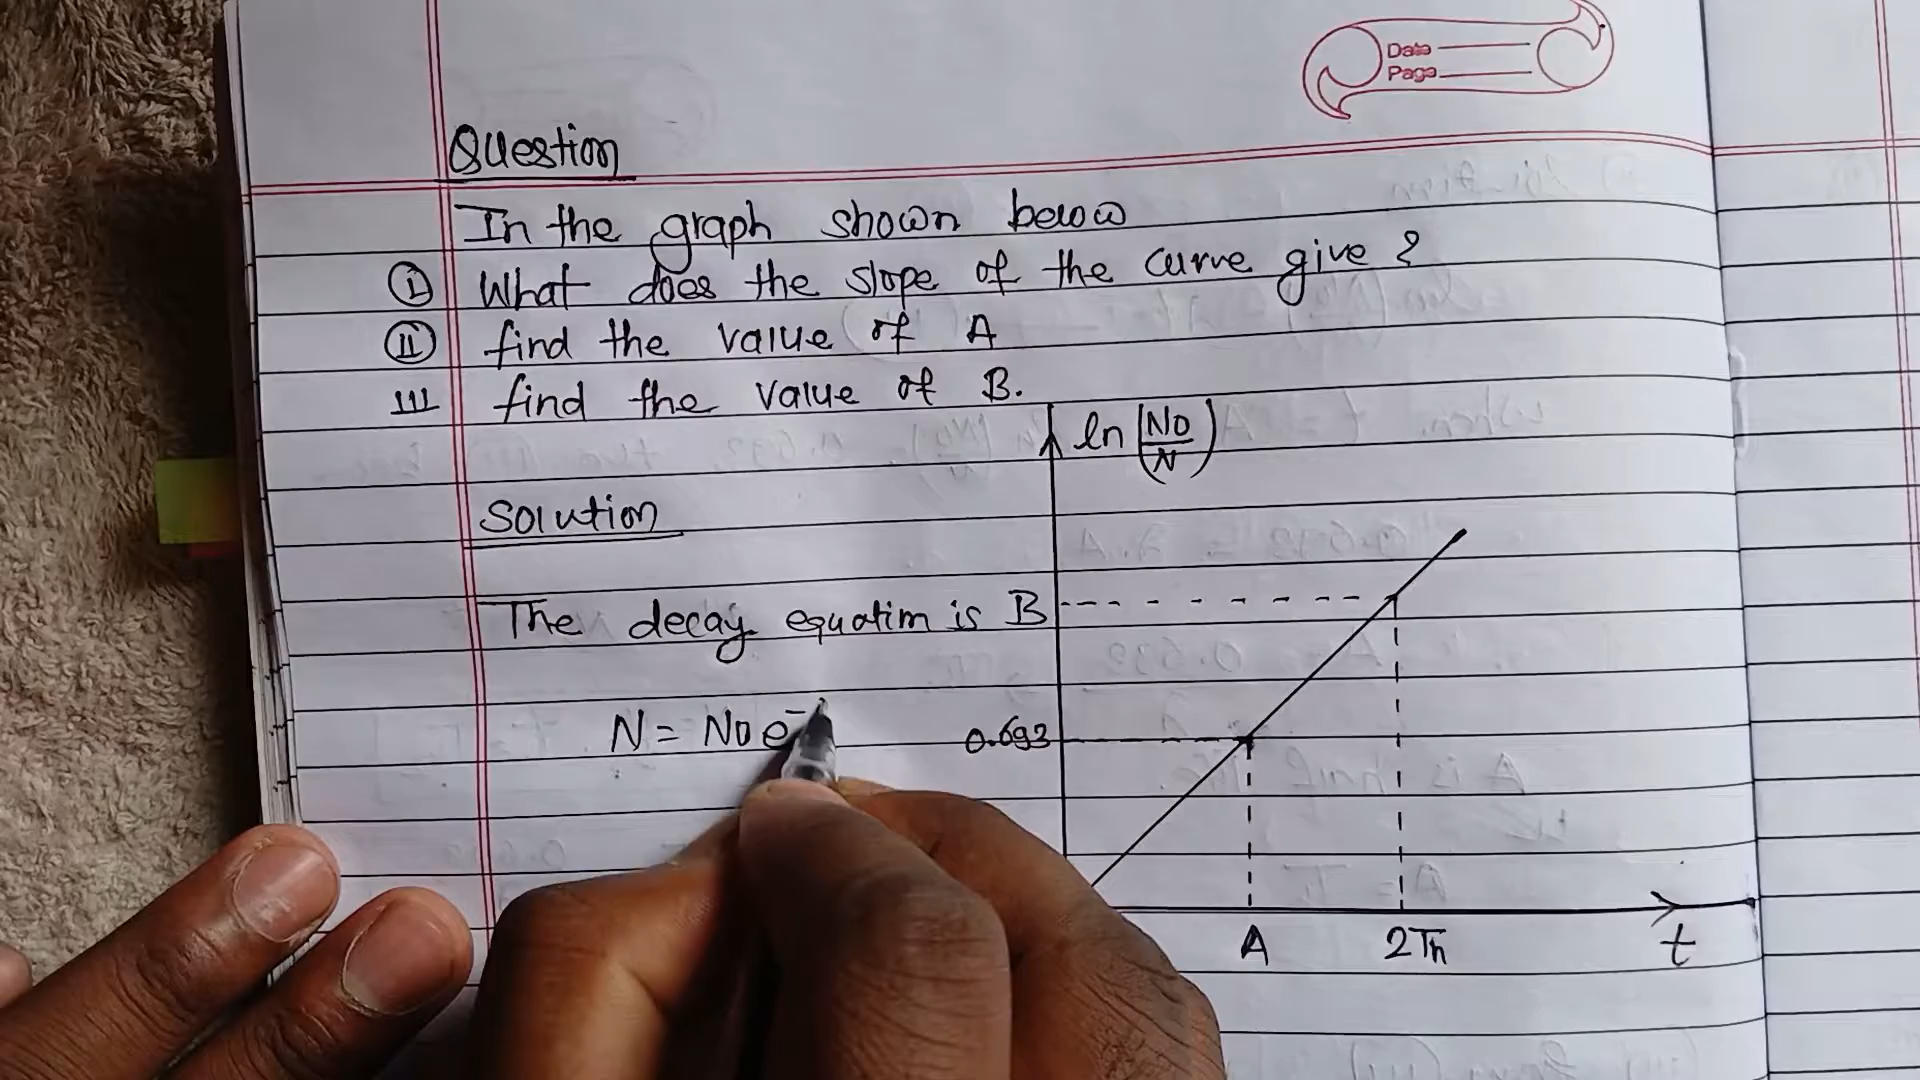 Date
Page
Question
In the graph shown below
I What does the slope of the curve give ?
II find the value of A
III find the value of B.
ln (No/N)
Solution
The decay equatim is B
N = No e-
0.693
A 2Th t